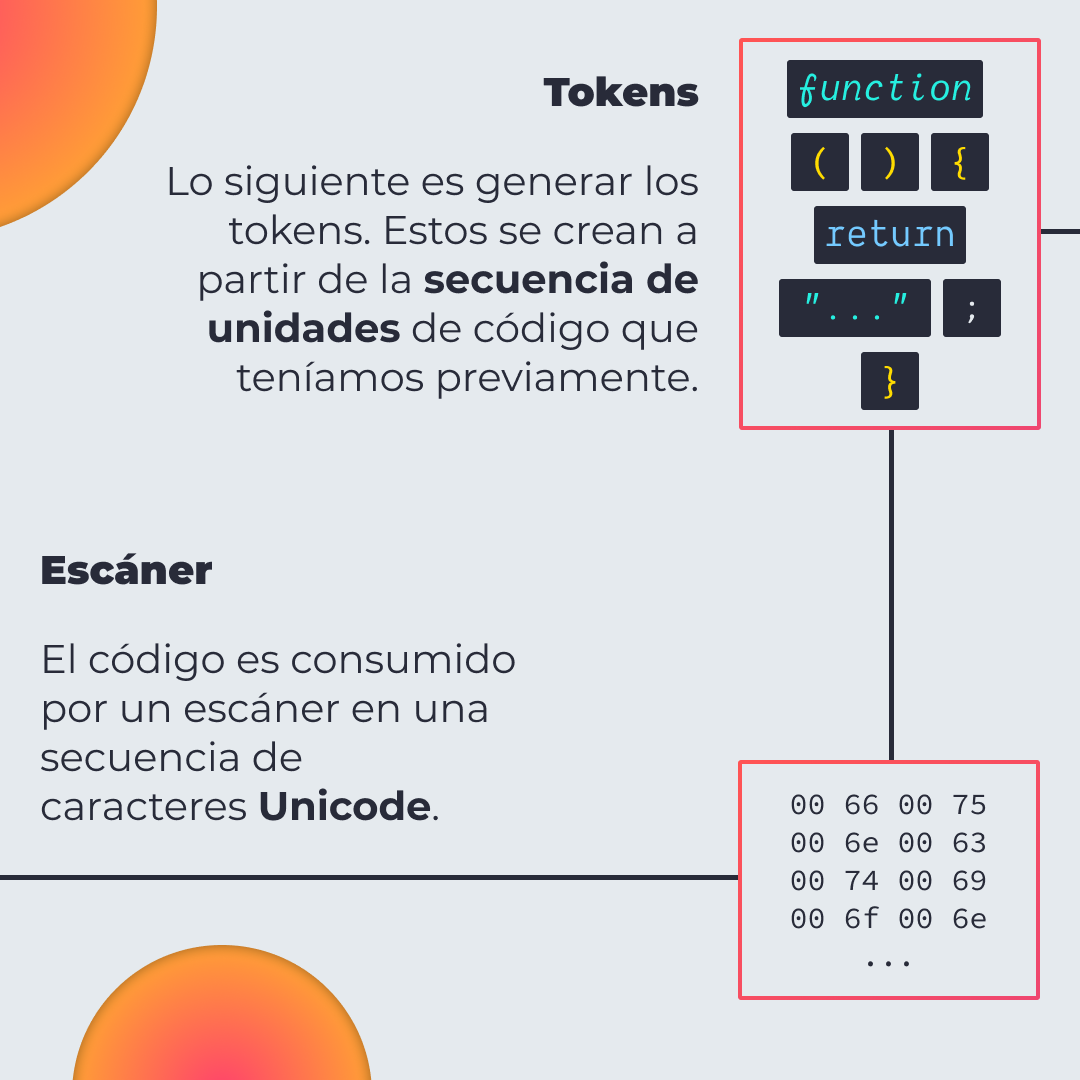 Tokens
Lo siguiente es generar los
tokens. Estos se crean a
partir de la secuencia de
unidades de código que
teníamos previamente.
function
( ) {
return
"..." ;
}
Escáner
El código es consumido
por un escáner en una
secuencia de
caracteres Unicode.
00 66 00 75
00 6e 00 63
00 74 00 69
00 6f 00 6e
...